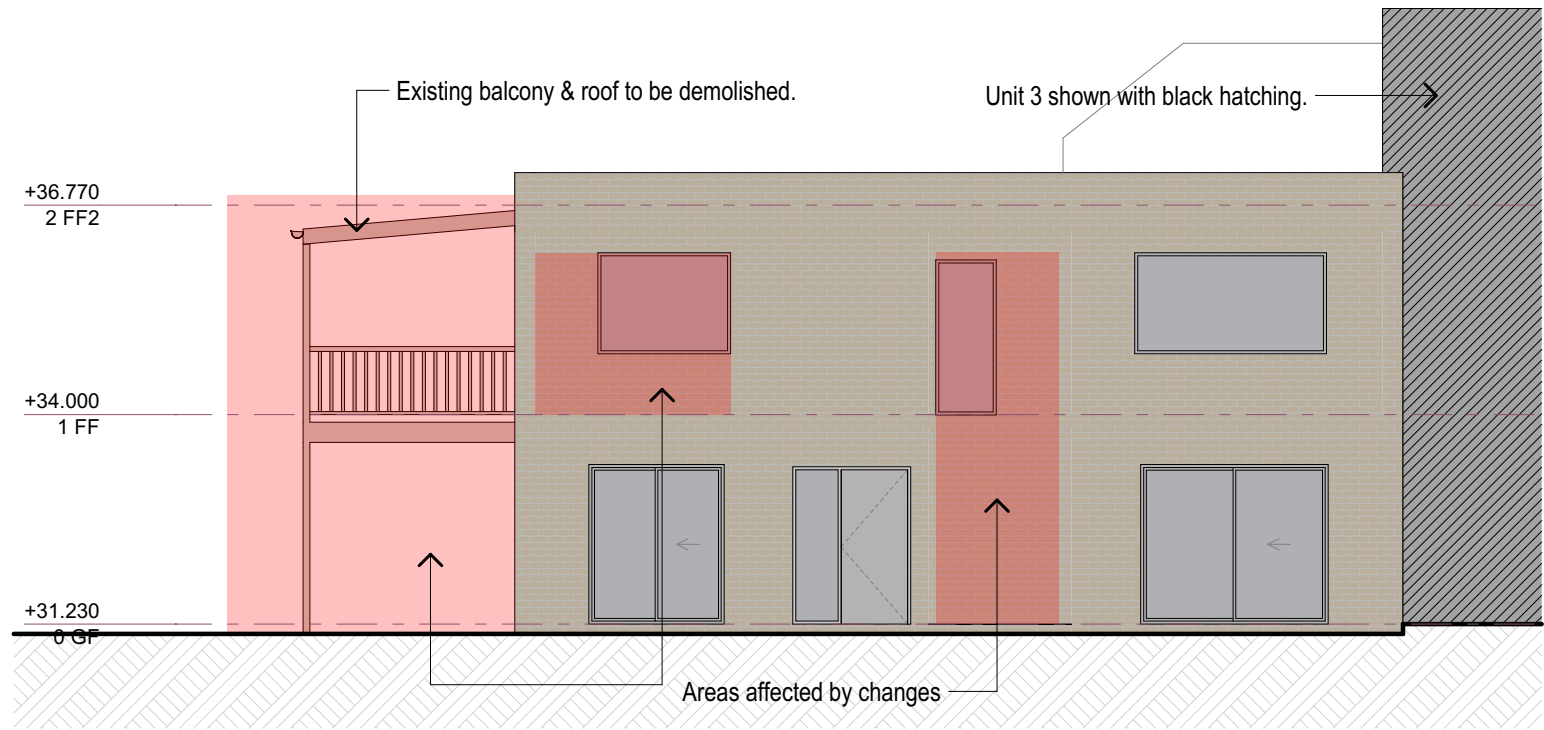 Existing balcony & roof to be demolished.
Unit 3 shown with black hatching.
+36.770
2 FF2
+34.000
1 FF
+31.230
0 GF
Areas affected by changes